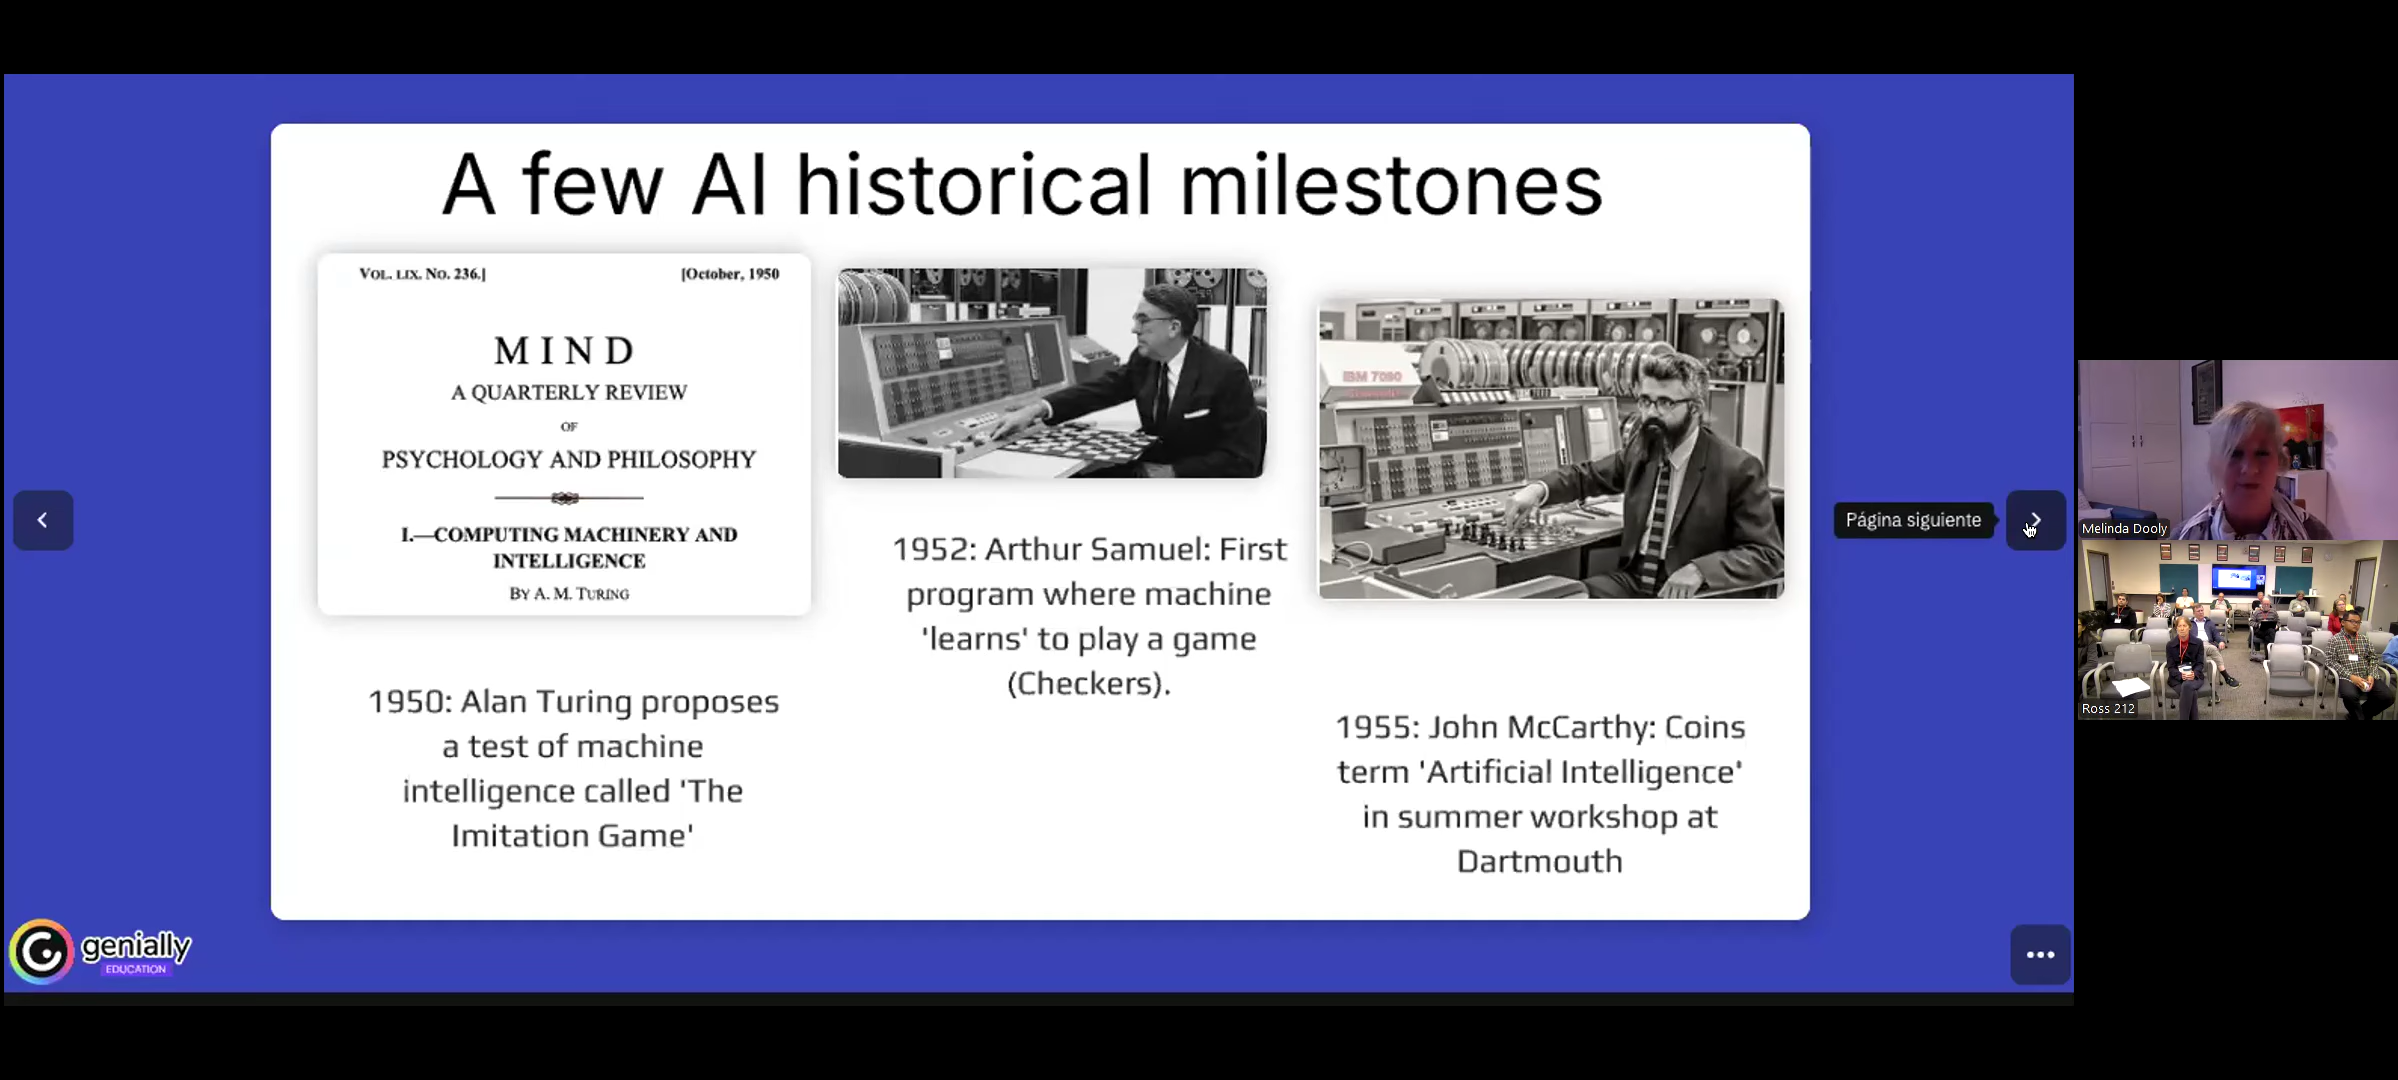 A few AI historical milestones
VOL. LIX. NO. 236.]
[October, 1950
MIND
A QUARTERLY REVIEW
OF
PSYCHOLOGY AND PHILOSOPHY
I.—COMPUTING MACHINERY AND
INTELLIGENCE
BY A. M. TURING
1950: Alan Turing proposes
a test of machine
intelligence called 'The
Imitation Game'
1952: Arthur Samuel: First
program where machine
'learns' to play a game
(Checkers).
IBM 7090
1955: John McCarthy: Coins
term 'Artificial Intelligence'
in summer workshop at
Dartmouth
Página siguiente
genially
EDUCATION
Melinda Dooly
Ross 212